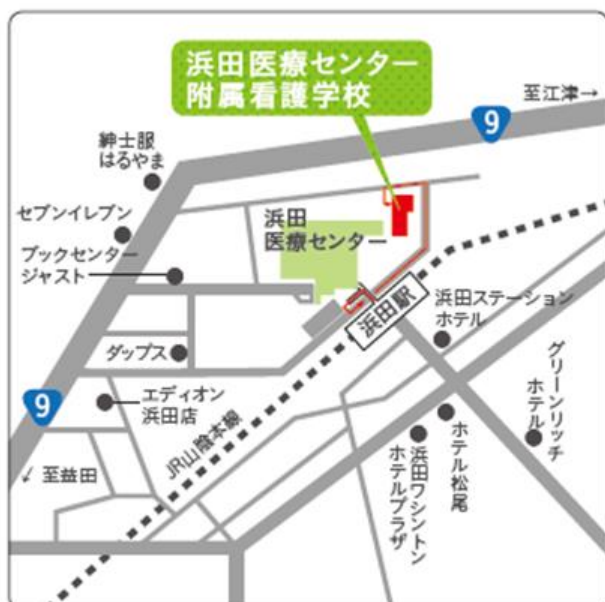 浜田医療センター
附属看護学校
至江津→
9
紳士服
はるやま
セブンイレブン
浜田
医療センター
ブックセンター
ジャスト
浜田駅
浜田ステーション
ホテル
ダップス
グリーンリッチ
ホテル
エディオン
浜田店
9
JR山陰本線
ホテル松尾
浜田ワシントン
ホテルプラザ
↙至益田